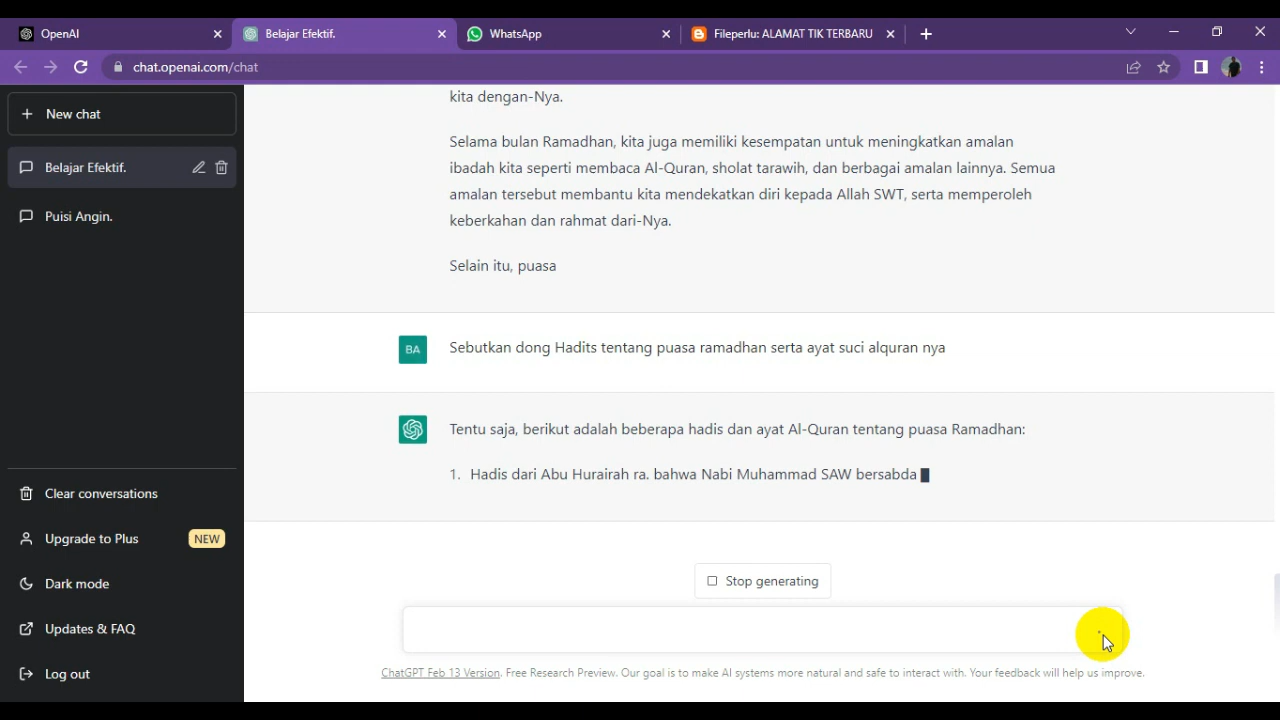 OpenAI
Belajar Efektif.
WhatsApp
Fileperlu: ALAMAT TIK TERBARU
chat.openai.com/chat
New chat
Belajar Efektif.
Puisi Angin.
Clear conversations
Upgrade to Plus NEW
Dark mode
Updates & FAQ
Log out
kita dengan-Nya.
Selama bulan Ramadhan, kita juga memiliki kesempatan untuk meningkatkan amalan
ibadah kita seperti membaca Al-Quran, sholat tarawih, dan berbagai amalan lainnya. Semua
amalan tersebut membantu kita mendekatkan diri kepada Allah SWT, serta memperoleh
keberkahan dan rahmat dari-Nya.
Selain itu, puasa
BA
Sebutkan dong Hadits tentang puasa ramadhan serta ayat suci alquran nya
Tentu saja, berikut adalah beberapa hadis dan ayat Al-Quran tentang puasa Ramadhan:
1. Hadis dari Abu Hurairah ra. bahwa Nabi Muhammad SAW bersabda
Stop generating
ChatGPT Feb 13 Version. Free Research Preview. Our goal is to make AI systems more natural and safe to interact with. Your feedback will help us improve.